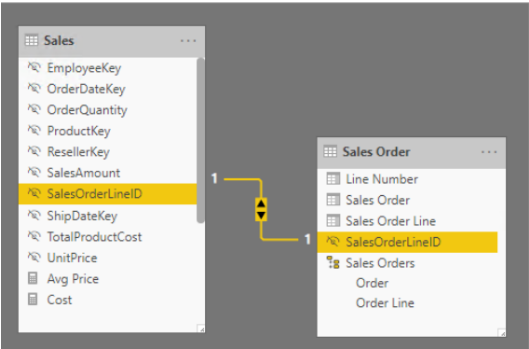 Sales
EmployeeKey
OrderDateKey
OrderQuantity
ProductKey
ResellerKey
SalesAmount
SalesOrderLineID
ShipDateKey
TotalProductCost
UnitPrice
Avg Price
Cost
1
1
Sales Order
Line Number
Sales Order
Sales Order Line
SalesOrderLineID
Sales Orders
Order
Order Line